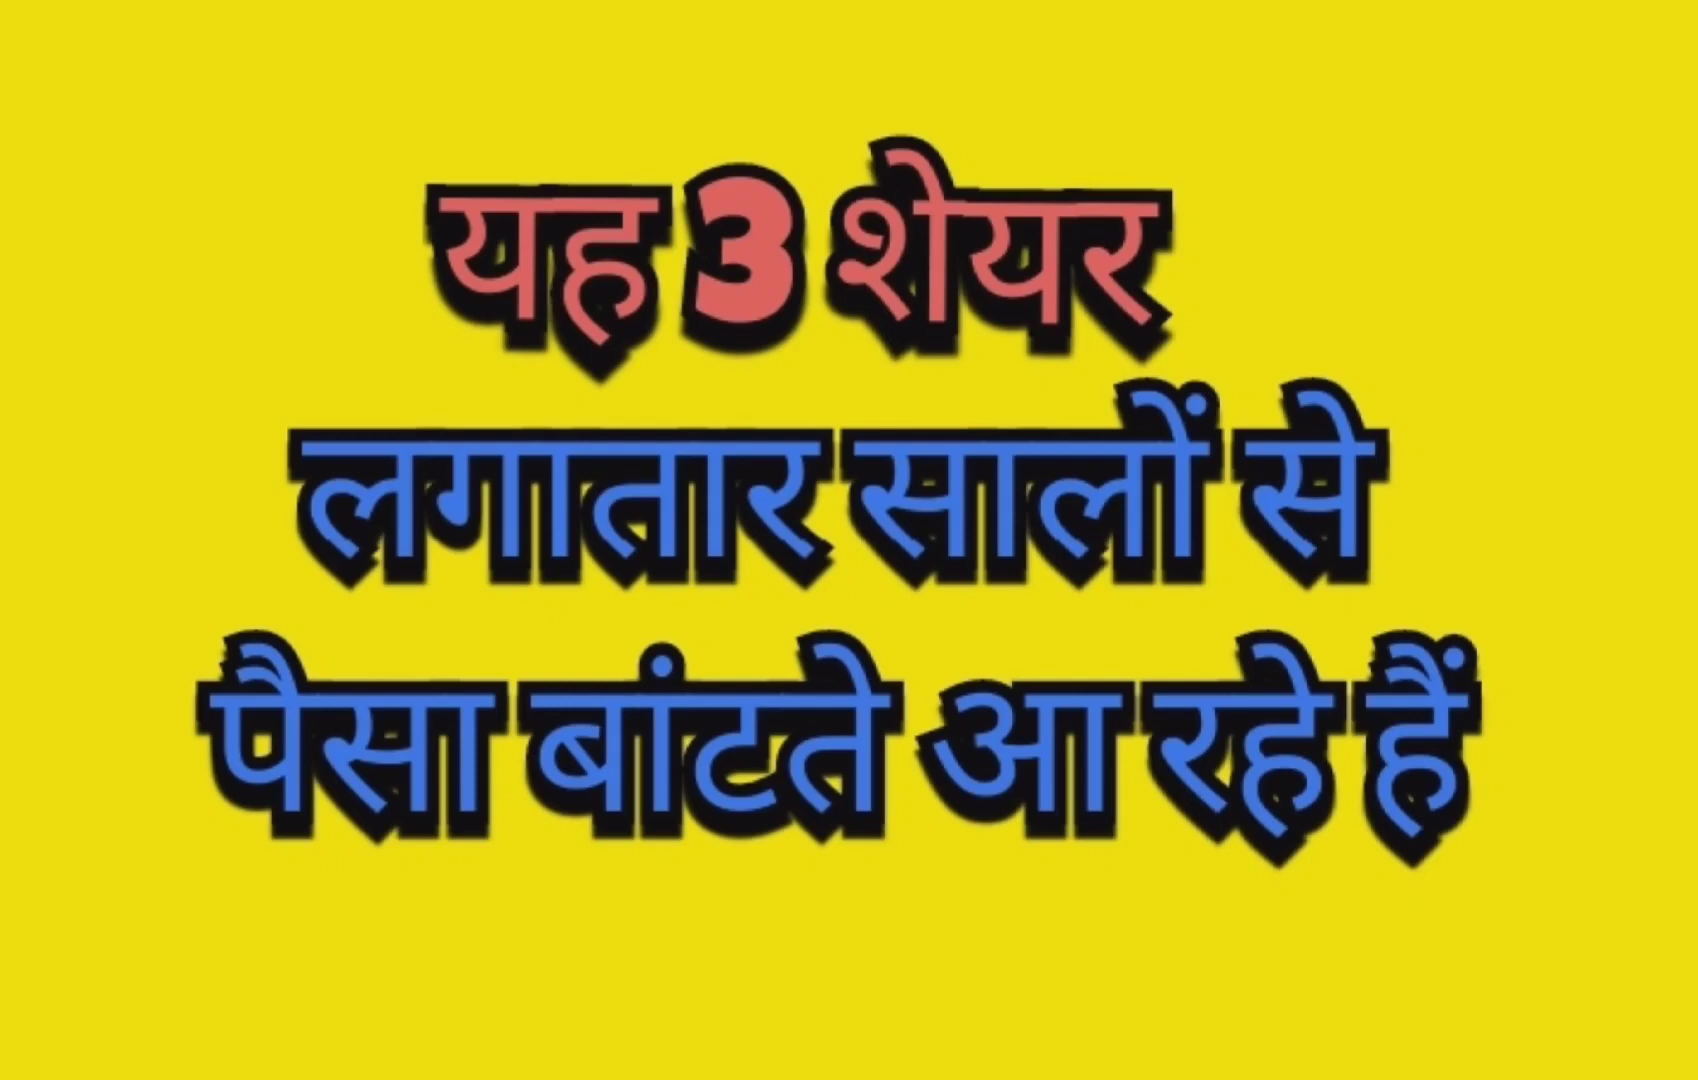 यह 3 शेयर
लगातार सालों से
पैसा बांटते आ रहे हैं